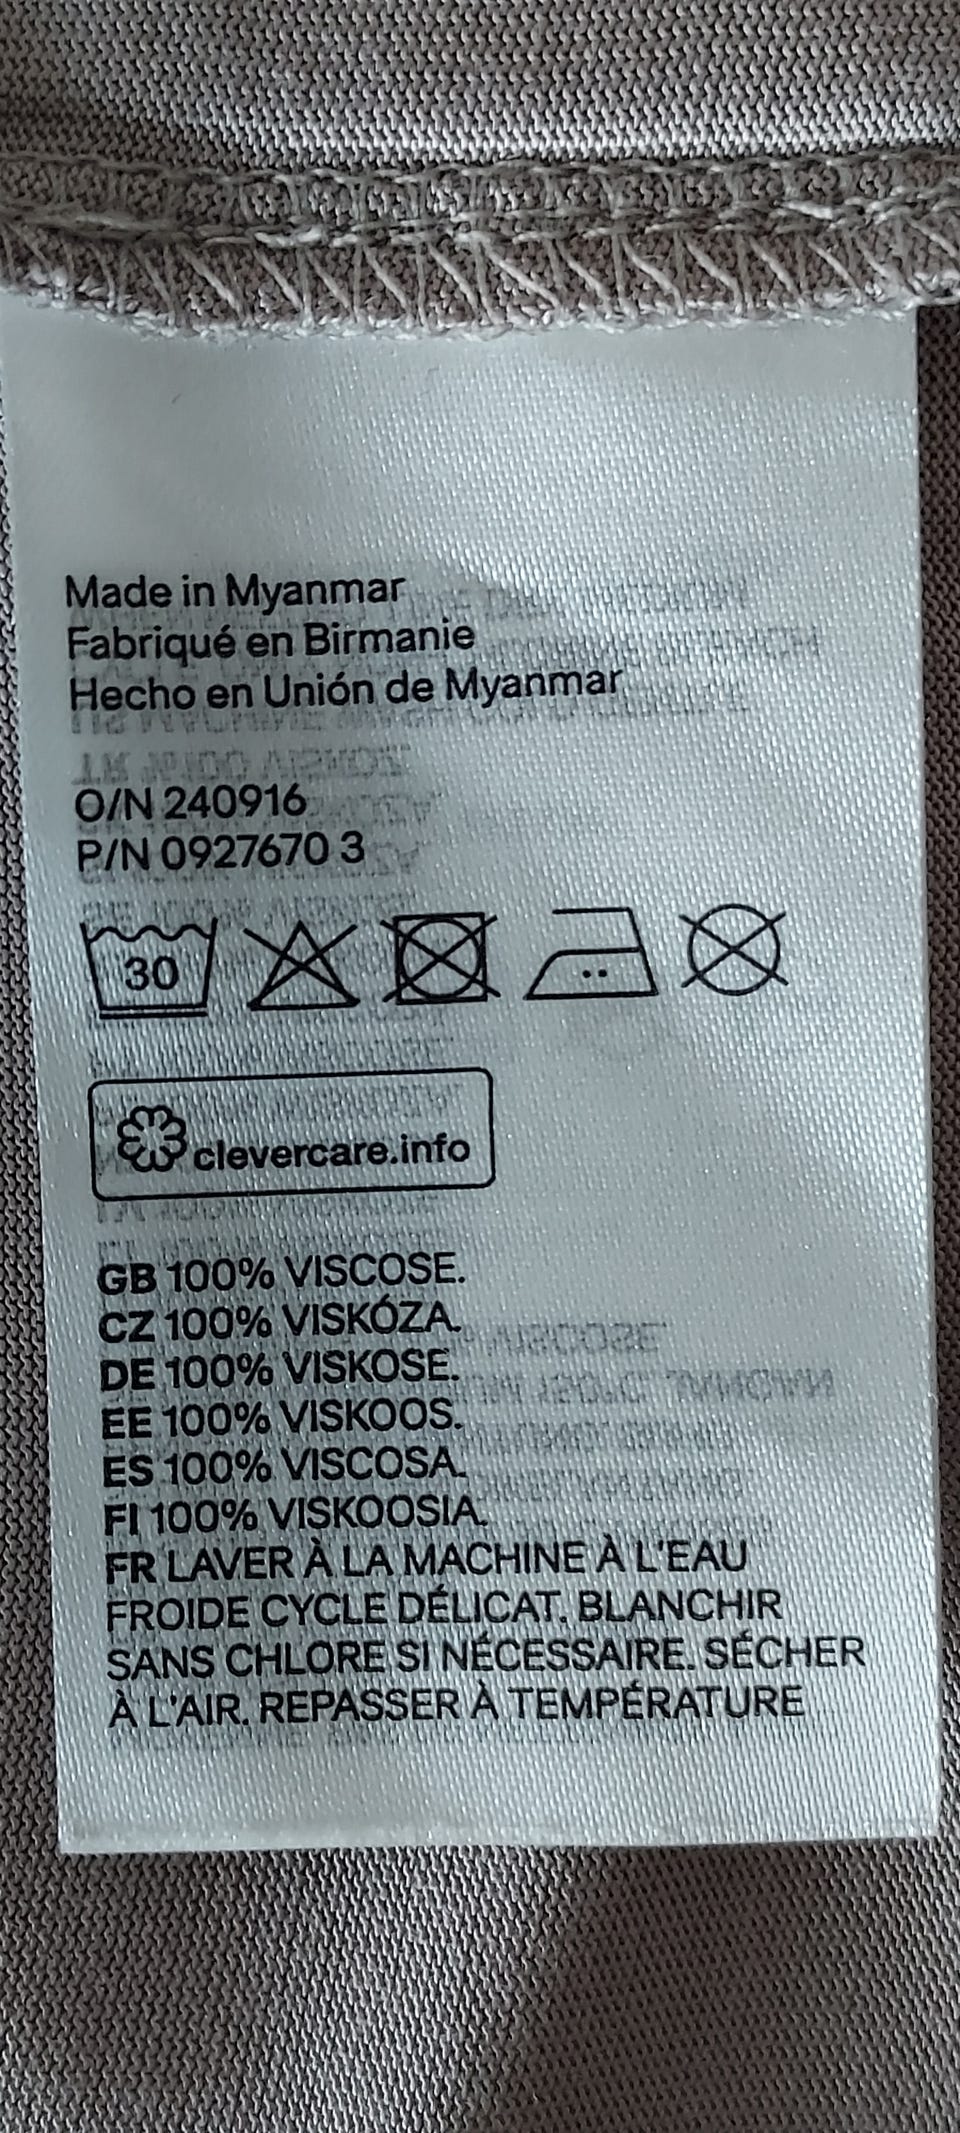 Made in Myanmar
Fabriqué en Birmanie
Hecho en Unión de Myanmar
O/N 240916
P/N 0927670 3
30
clevercare.info
GB 100% VISCOSE.
CZ 100% VISKÓZA.
DE 100% VISKOSE.
EE 100% VISKOOS.
ES 100% VISCOSA.
FI 100% VISKOOSIA.
FR LAVER À LA MACHINE À L'EAU
FROIDE CYCLE DÉLICAT. BLANCHIR
SANS CHLORE SI NÉCESSAIRE. SÉCHER
À L'AIR. REPASSER À TEMPÉRATURE